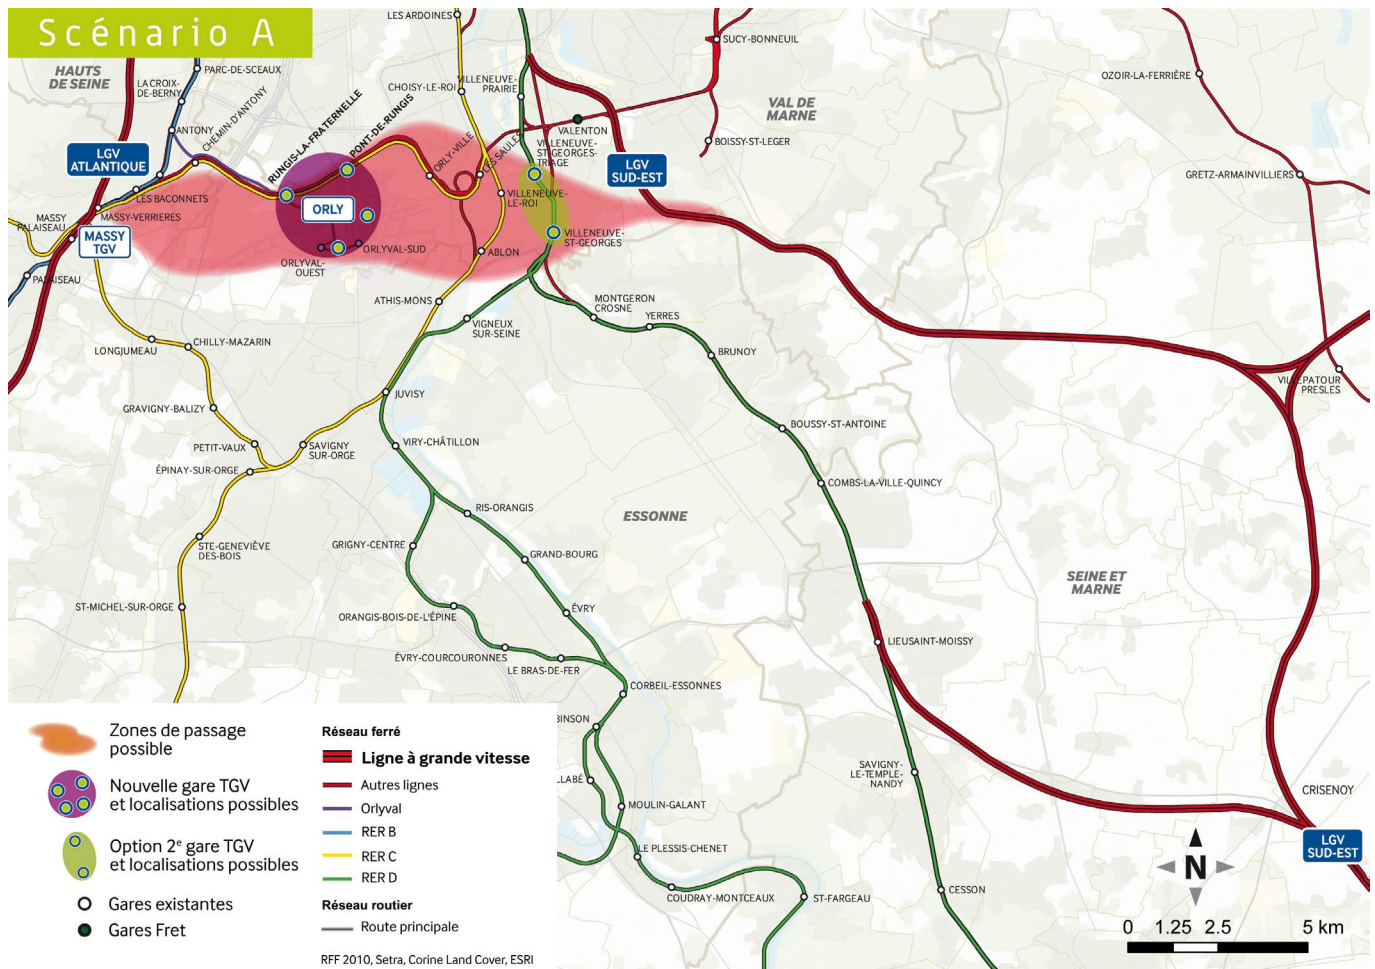 Scénario A
LES ARDOINES
SUCY-BONNEUIL
HAUTS
DE SEINE
PARC-DE-SCEAUX
OZOIR-LA-FERRIÈRE
LA CROIX-
DE-BERNY
CHOISY-LE-ROI
VILLENEUVE-
PRAIRIE
VAL DE
MARNE
ANTONY
CHEMIN-D'ANTONY
RUNGIS-LA-FRATERNELLE
PONT-DE-RUNGIS
ORLY-VILLE
LES SAULES
VALENTON
BOISSY-ST-LEGER
VILLENEUVE-
ST-GEORGES-
TRIAGE
LGV
ATLANTIQUE
LGV
SUD-EST
GRETZ-ARMAINVILLIERS
LES BACONNETS
MASSY-VERRIERES
MASSY
PALAISEAU
MASSY
TGV
ORLY
VILLENEUVE-
LE-ROI
VILLENEUVE-
ST-GEORGES
ORLYVAL-SUD
ORLYVAL-
OUEST
ABLON
PALAISEAU
ATHIS-MONS
MONTGERON
CROSNE
YERRES
VIGNEUX
SUR-SEINE
BRUNOY
LONGJUMEAU
CHILLY-MAZARIN
VILLEPATOUR
PRESLES
JUVISY
GRAVIGNY-BALIZY
BOUSSY-ST-ANTOINE
PETIT-VAUX
SAVIGNY
SUR-ORGE
VIRY-CHÂTILLON
ÉPINAY-SUR-ORGE
COMBS-LA-VILLE-QUINCY
RIS-ORANGIS
ESSONNE
STE-GENEVIÈVE
DES-BOIS
GRIGNY-CENTRE
GRAND-BOURG
SEINE ET
MARNE
ST-MICHEL-SUR-ORGE
ORANGIS-BOIS-DE-L'ÉPINE
ÉVRY
LIEUSAINT-MOISSY
ÉVRY-COURCOURONNES
LE BRAS-DE-FER
CORBEIL-ESSONNES
BINSON
LLABÉ
SAVIGNY-
LE-TEMPLE-
NANDY
CRISENOY
MOULIN-GALANT
LE PLESSIS-CHENET
LGV
SUD-EST
COUDRAY-MONTCEAUX
ST-FARGEAU
CESSON
Zones de passage
possible
Nouvelle gare TGV
et localisations possibles
Option 2e gare TGV
et localisations possibles
Gares existantes
Gares Fret
Réseau ferré
Ligne à grande vitesse
Autres lignes
Orlyval
RER B
RER C
RER D
Réseau routier
Route principale
RFF 2010, Setra, Corine Land Cover, ESRI
N
0 1.25 2.5 5 km